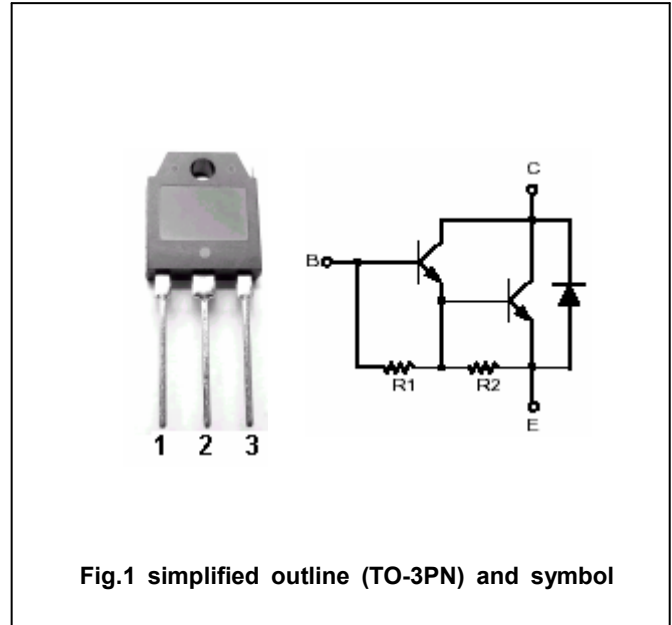 C
B
R1 R2
E
1 2 3
Fig.1 simplified outline (TO-3PN) and symbol